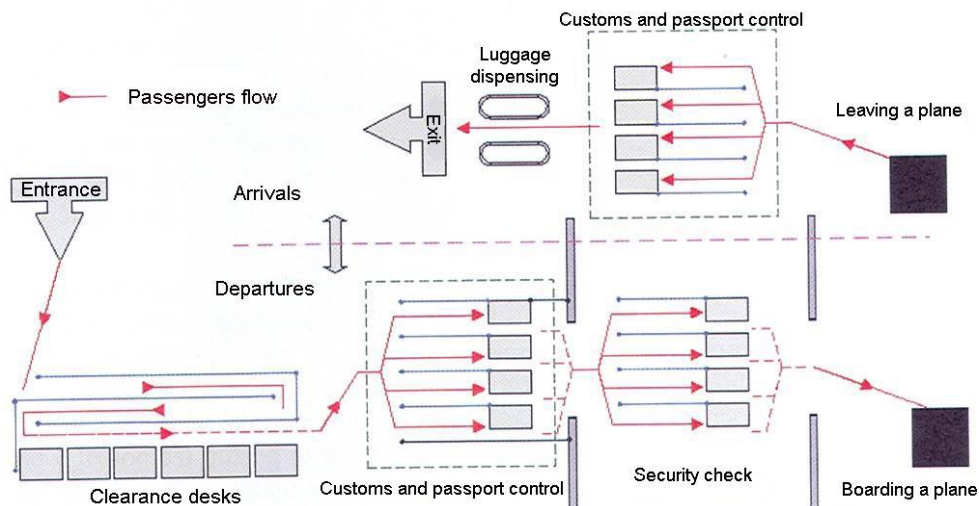 Customs and passport control
Luggage
dispensing
Passengers flow
Exit
Leaving a plane
Entrance
Arrivals
Departures
Clearance desks
Customs and passport control
Security check
Boarding a plane